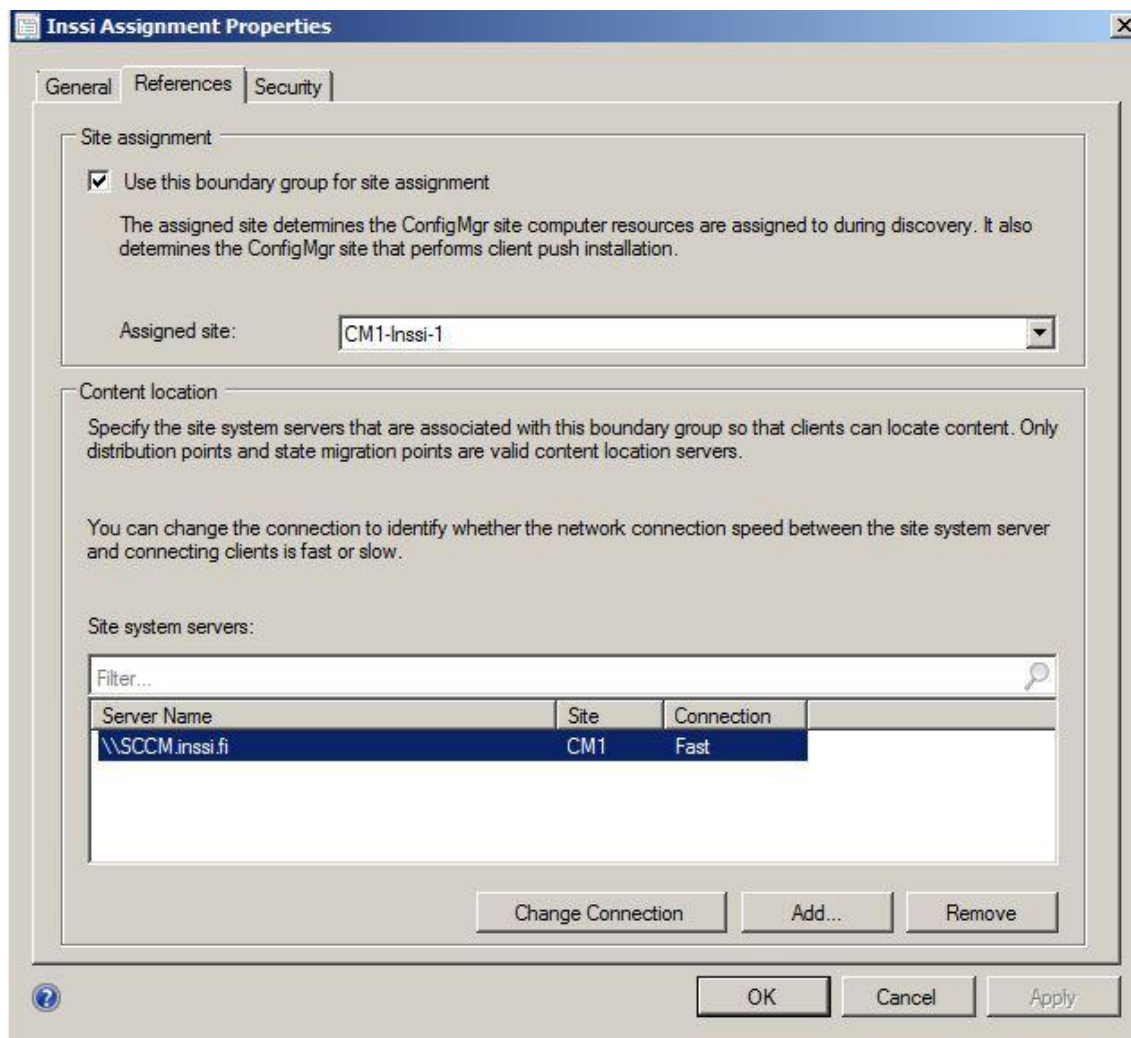 Inssi Assignment Properties
General References Security
Site assignment
Use this boundary group for site assignment
The assigned site determines the ConfigMgr site computer resources are assigned to during discovery. It also
determines the ConfigMgr site that performs client push installation.
Assigned site: CM1-Inssi-1
Content location
Specify the site system servers that are associated with this boundary group so that clients can locate content. Only
distribution points and state migration points are valid content location servers.
You can change the connection to identify whether the network connection speed between the site system server
and connecting clients is fast or slow.
Site system servers:
Filter...
Server Name Site Connection
\\SCCM.inssi.fi CM1 Fast
Change Connection Add... Remove
OK Cancel Apply